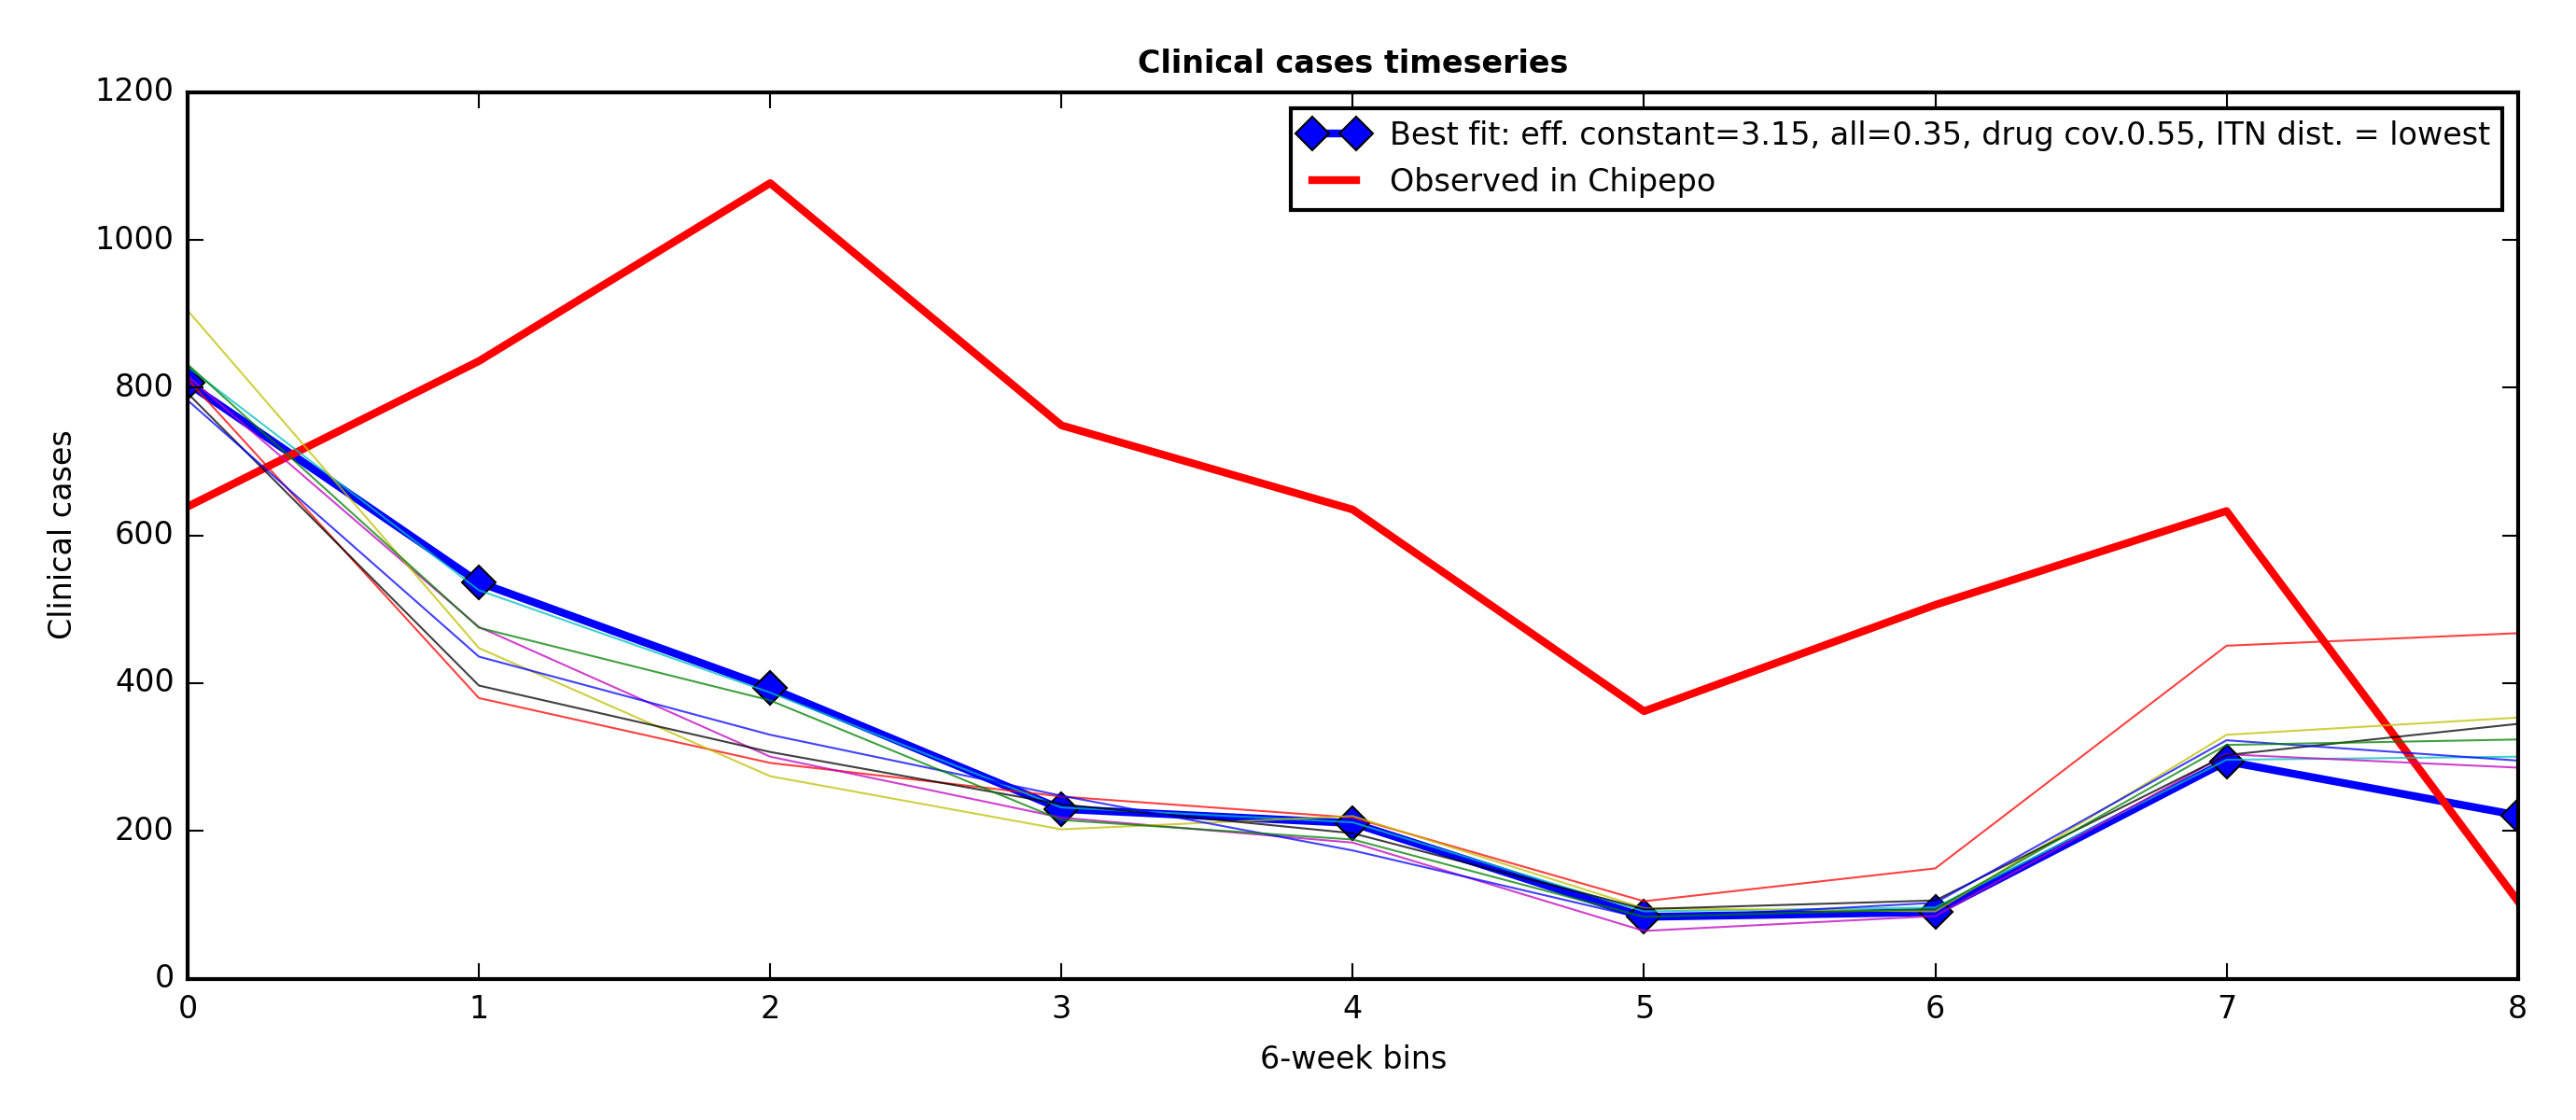 Clinical cases timeseries
1200
1000
800
600
400
200
0
Clinical cases
Best fit: eff. constant=3.15, all=0.35, drug cov.0.55, ITN dist. = lowest
Observed in Chipepo
0 1 2 3 4 5 6 7 8
6-week bins